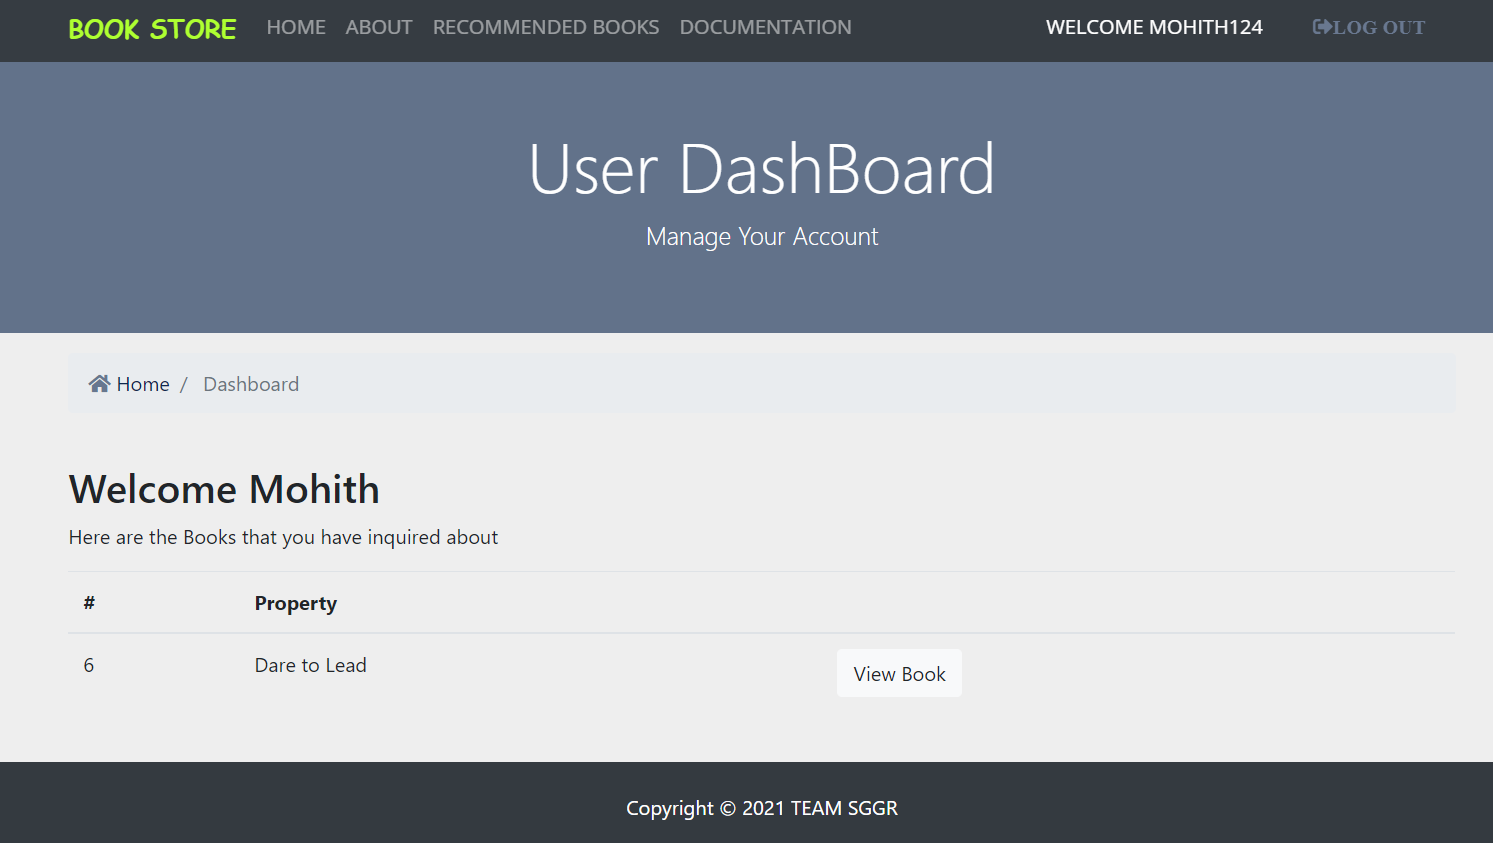 BOOK STORE HOME ABOUT RECOMMENDED BOOKS DOCUMENTATION WELCOME MOHITH124 LOG OUT
User DashBoard
Manage Your Account
Home / Dashboard
Welcome Mohith
Here are the Books that you have inquired about
# Property
6 Dare to Lead View Book
Copyright © 2021 TEAM SGGR